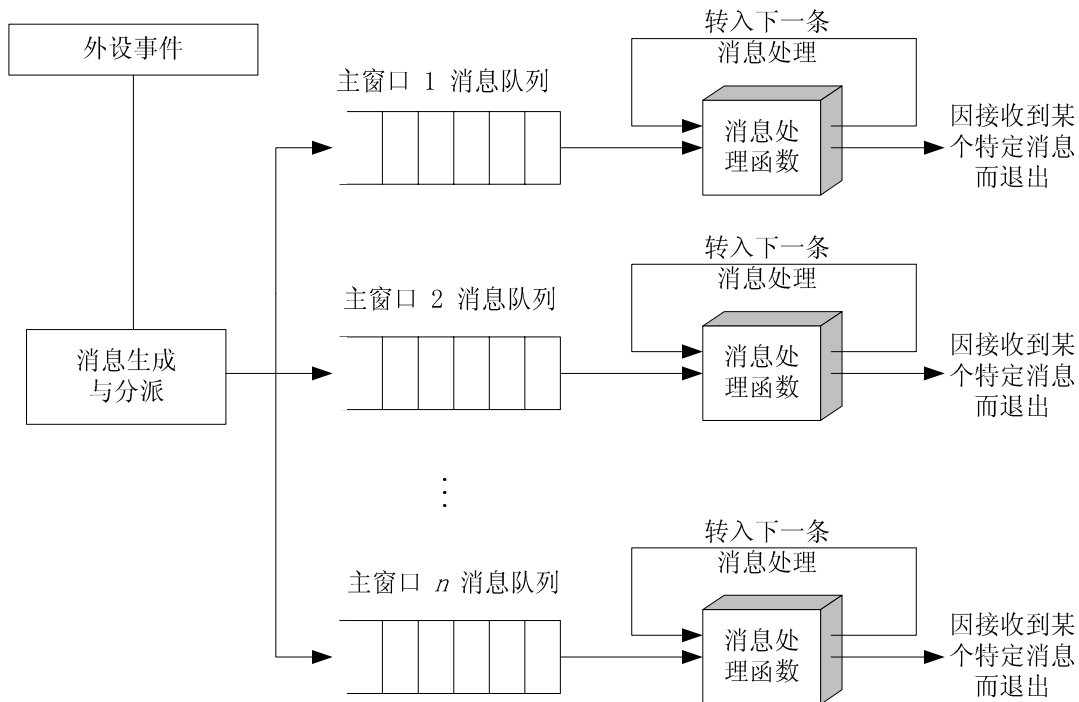 外设事件
消息生成
与分派
主窗口 1 消息队列
转入下一条
消息处理
消息处
理函数
因接收到某
个特定消息
而退出
主窗口 2 消息队列
转入下一条
消息处理
消息处
理函数
因接收到某
个特定消息
而退出
⋮
主窗口 n 消息队列
转入下一条
消息处理
消息处
理函数
因接收到某
个特定消息
而退出